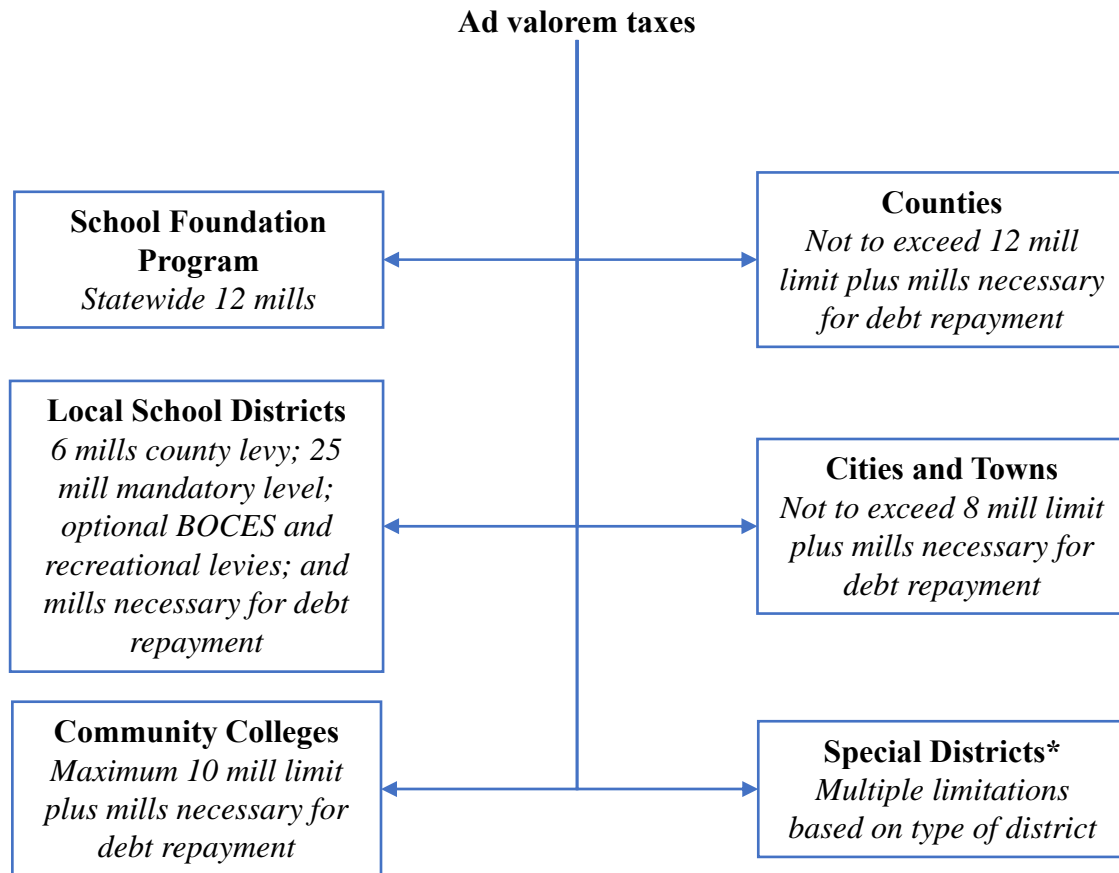 Ad valorem taxes
School Foundation
Program
Statewide 12 mills
Counties
Not to exceed 12 mill
limit plus mills necessary
for debt repayment
Local School Districts
6 mills county levy; 25
mill mandatory level;
optional BOCES and
recreational levies; and
mills necessary for debt
repayment
Cities and Towns
Not to exceed 8 mill limit
plus mills necessary for
debt repayment
Community Colleges
Maximum 10 mill limit
plus mills necessary for
debt repayment
Special Districts*
Multiple limitations
based on type of district